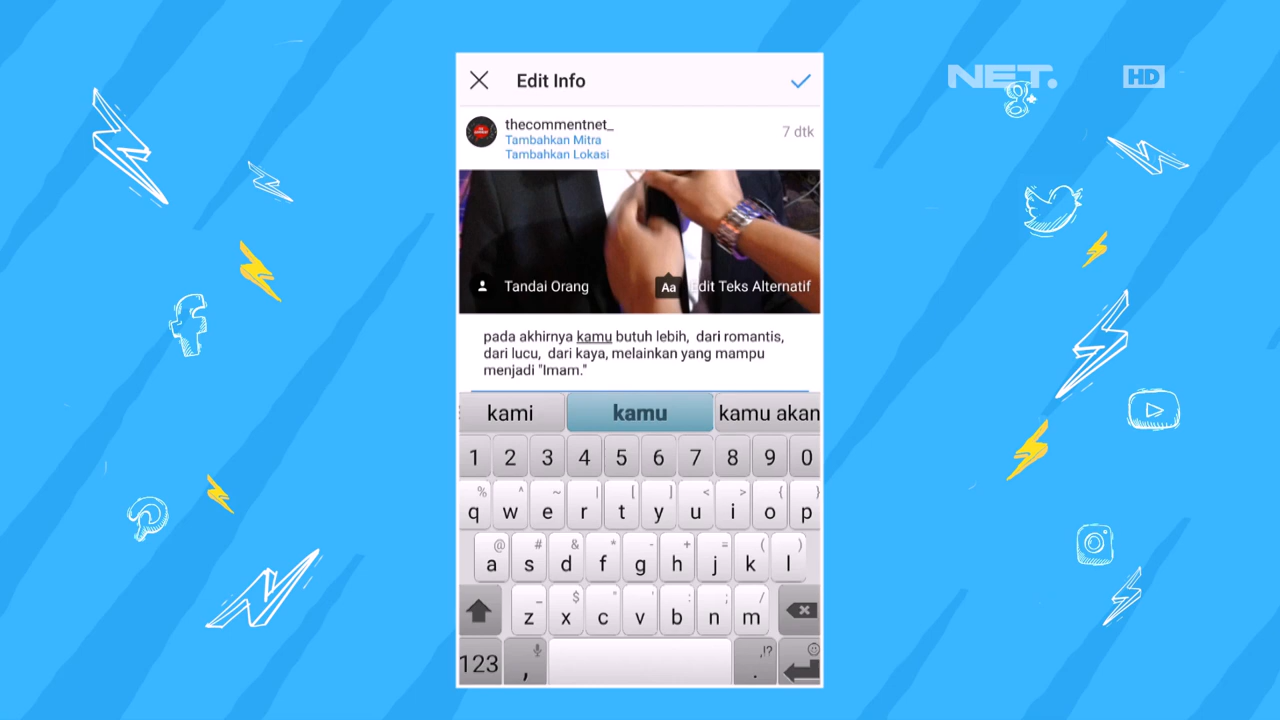 NET.
HD
Edit Info
thecommentnet_
7 dtk
Tambahkan Mitra
Tambahkan Lokasi
Tandai Orang
Aa
Edit Teks Alternatif
pada akhirnya kamu butuh lebih, dari romantis,
dari lucu, dari kaya, melainkan yang mampu
menjadi "Imam."
kami
kamu
kamu akan
1 2 3 4 5 6 7 8 9 0
% ^ ~ | [ ] < > { }
q w e r t y u i o p
@ # & * - + = ( )
a s d f g h j k l
_ $ " ' : ; /
z x c v b n m
123 , . ,!?